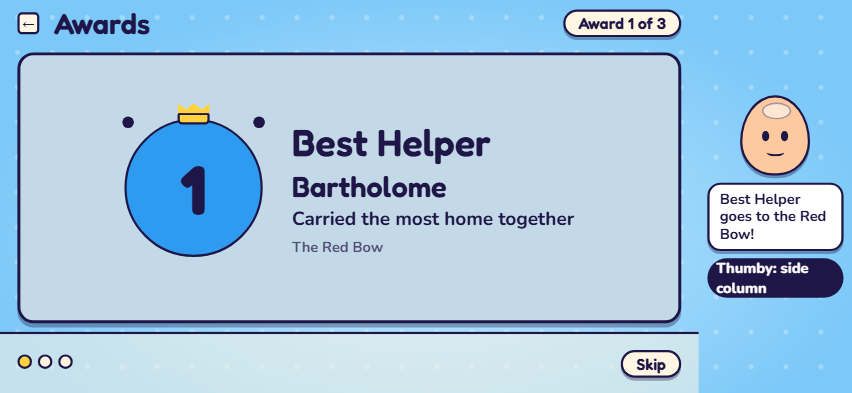 ← Awards
Award 1 of 3
1
Best Helper
Bartholome
Carried the most home together
The Red Bow
Best Helper
goes to the Red
Bow!
Thumby: side
column
Skip